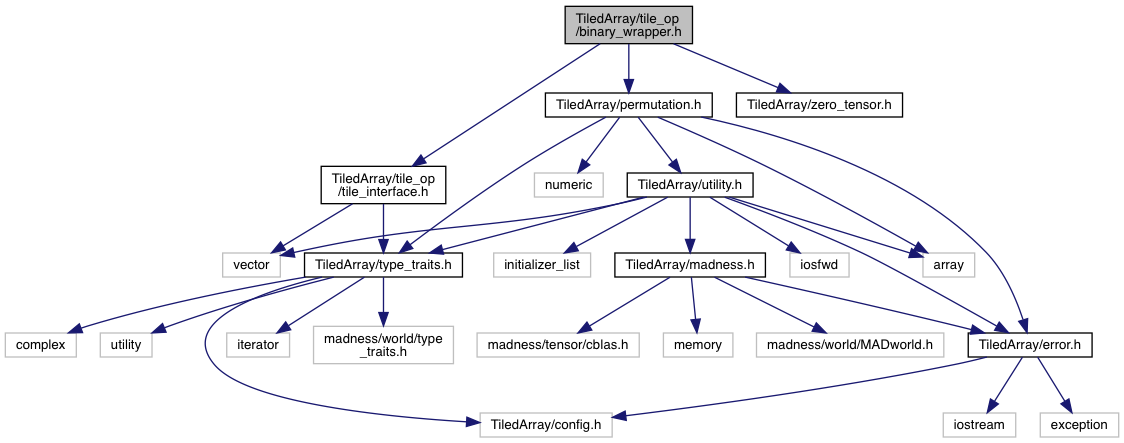 TiledArray/tile_op
/binary_wrapper.h
TiledArray/permutation.h
TiledArray/zero_tensor.h
TiledArray/tile_op
/tile_interface.h
numeric
TiledArray/utility.h
vector
TiledArray/type_traits.h
initializer_list
TiledArray/madness.h
iosfwd
array
complex
utility
iterator
madness/world/type
_traits.h
madness/tensor/cblas.h
memory
madness/world/MADworld.h
TiledArray/error.h
TiledArray/config.h
iostream
exception